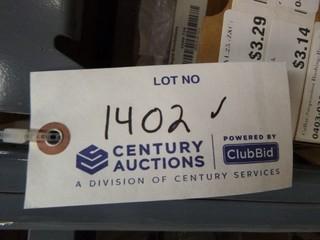 $3.29
$3.14
LOT NO
1402 ✓
CENTURY AUCTIONS
POWERED BY
ClubBid
A DIVISION OF CENTURY SERVICES